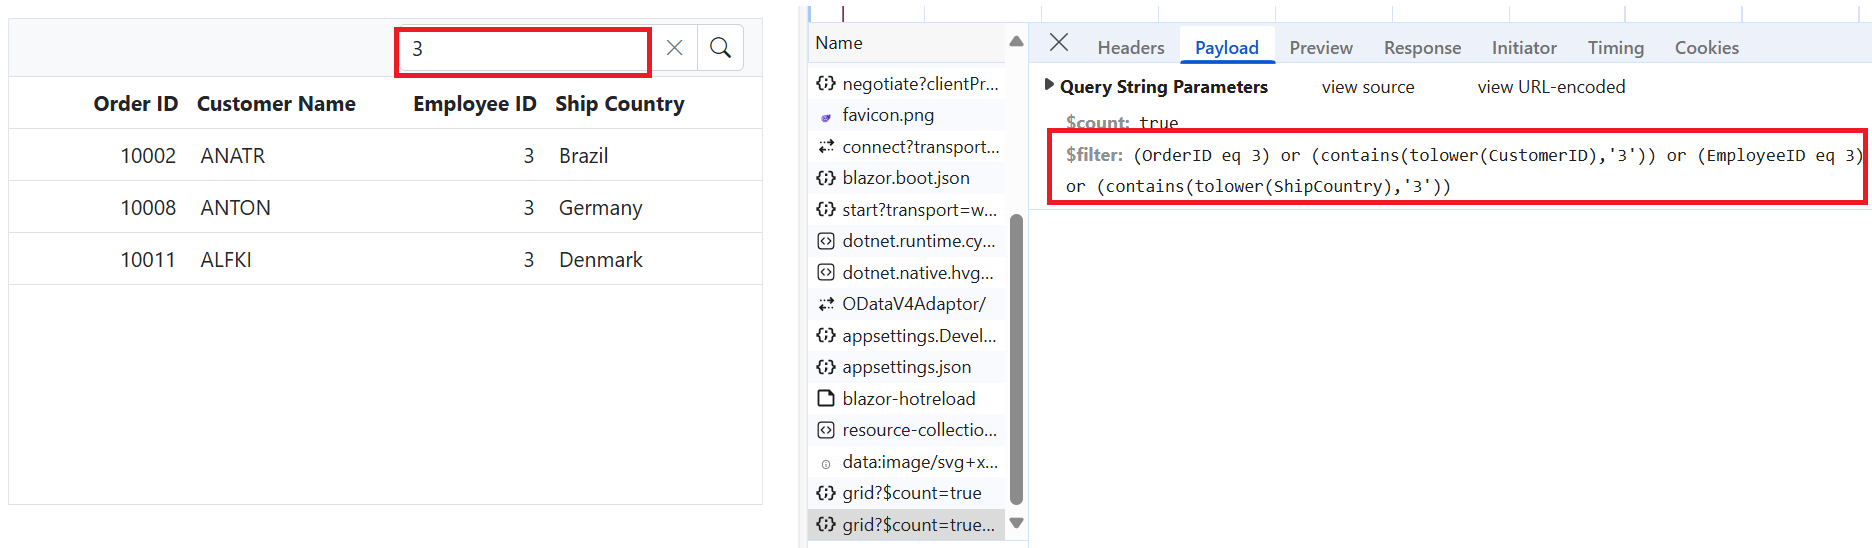 3
Order ID Customer Name Employee ID Ship Country
10002 ANATR 3 Brazil
10008 ANTON 3 Germany
10011 ALFKI 3 Denmark
Name
negotiate?clientPr...
favicon.png
connect?transport...
blazor.boot.json
start?transport=w...
dotnet.runtime.cy...
dotnet.native.hvg...
ODataV4Adaptor/
appsettings.Devel...
appsettings.json
blazor-hotreload
resource-collectio...
data:image/svg+x...
grid?$count=true
grid?$count=true...
Headers Payload Preview Response Initiator Timing Cookies
Query String Parameters view source view URL-encoded
$count: true
$filter: (OrderID eq 3) or (contains(tolower(CustomerID),'3')) or (EmployeeID eq 3)
or (contains(tolower(ShipCountry),'3'))